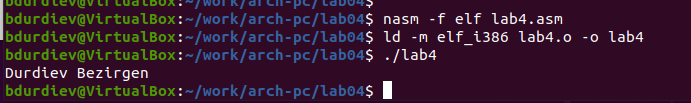 bdurdiev@VirtualBox:~/work/arch-pc/lab04$ nasm -f elf lab4.asm
bdurdiev@VirtualBox:~/work/arch-pc/lab04$ ld -m elf_i386 lab4.o -o lab4
bdurdiev@VirtualBox:~/work/arch-pc/lab04$ ./lab4
Durdiev Bezirgen
bdurdiev@VirtualBox:~/work/arch-pc/lab04$